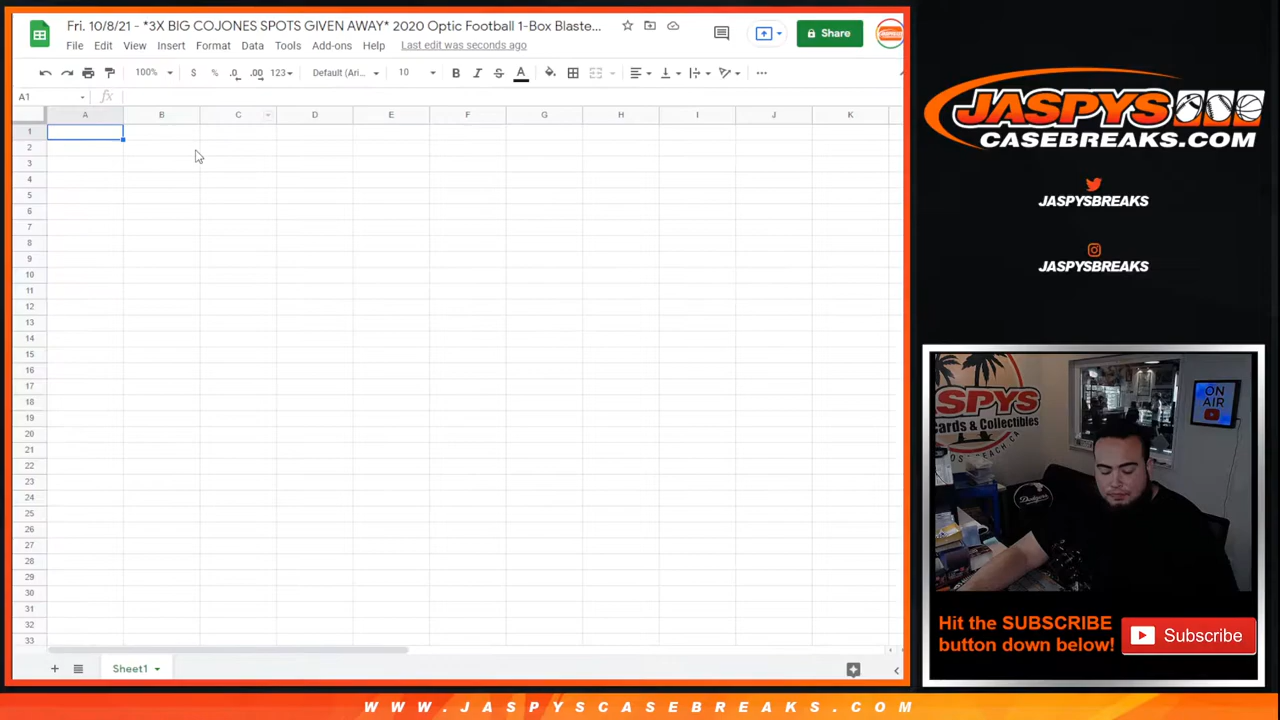 Fri. 10/8/21 - *3X BIG COJONES SPOTS GIVEN AWAY* 2020 Optic Football 1-Box Blaste...
File Edit View Insert Format Data Tools Add-ons Help Last edit was seconds ago
Share
100% $ % .0 .00 123 Default (Ari... 10 B I S A
A1 fx
A B C D E F G H I J K
1
2
3
4
5
6
7
8
9
10
11
12
13
14
15
16
17
18
19
20
21
22
23
24
25
26
27
28
29
30
31
32
33
Sheet1
JASPYS
CASEBREAKS.COM
JASPYSBREAKS
JASPYSBREAKS
SPYS
ards & Collectibles
ON
AIR
Dodgers
Hit the SUBSCRIBE
button down below!
Subscribe
WWW.JASPYSCASEBREAKS.COM